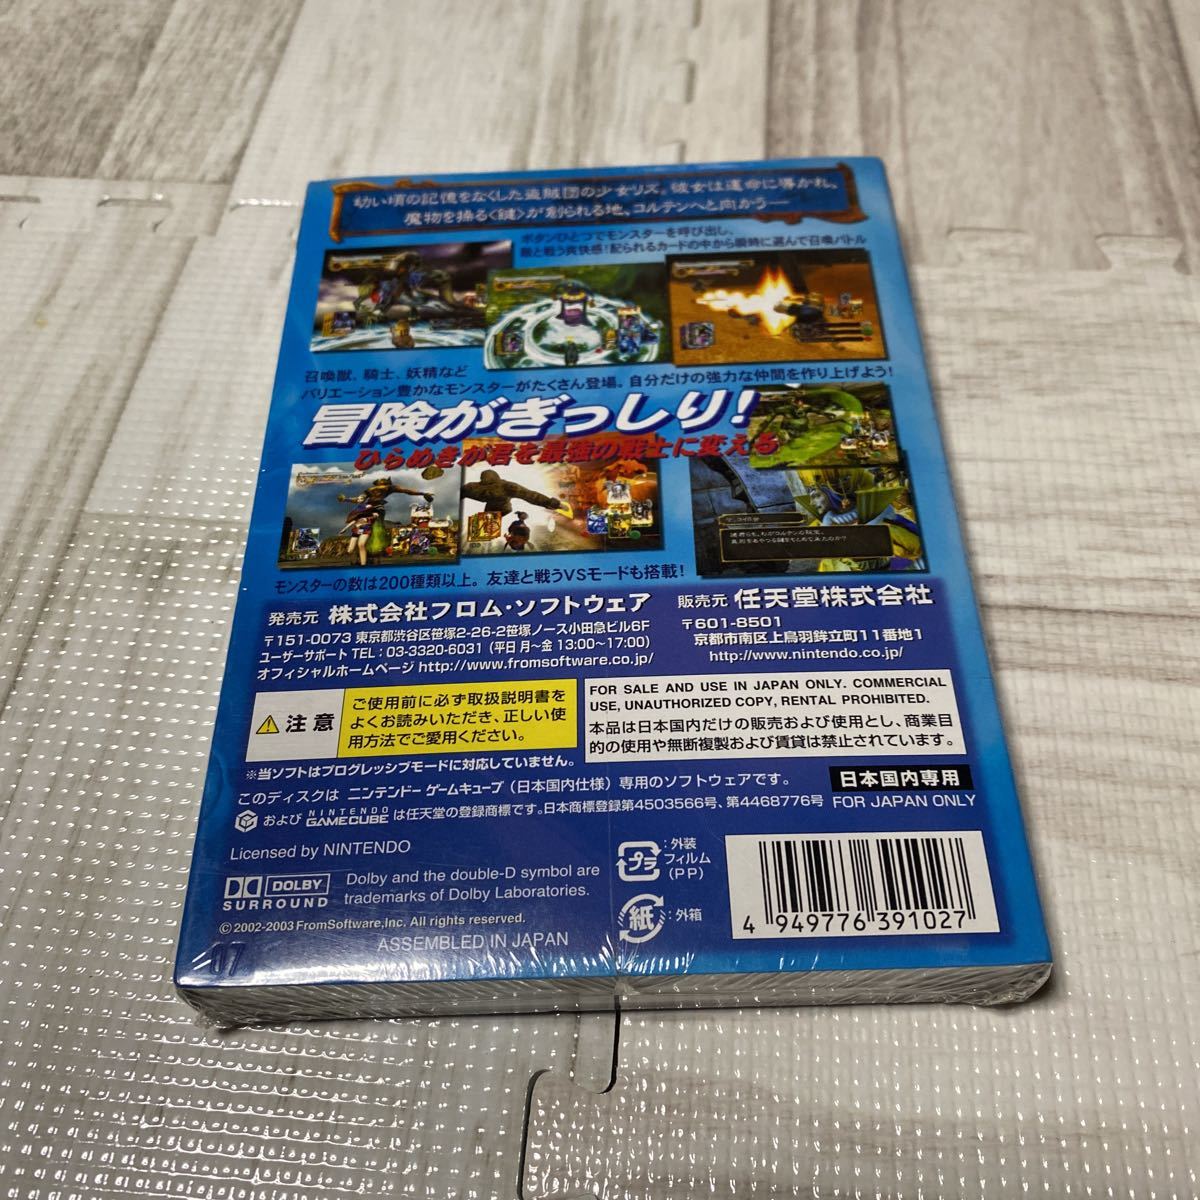 幼い頃の記憶をなくした盗賊団の少女リズ。彼女は運命に導かれ、
魔物を操る〈鍵〉が創られる地、コルテンへと向かう―
ボタンひとつでモンスターを呼び出し、
敵と戦う爽快感!配られるカードの中から瞬時に選んで召喚バトル
召喚獣、騎士、妖精など
バリエーション豊かなモンスターがたくさん登場。自分だけの強力な仲間を作り上げよう!
冒険がぎっしり!
ひらめきが君を最強の戦士に変える
モンスターの数は200種類以上。友達と戦うVSモードも搭載!
発売元 株式会社フロム・ソフトウェア
〒151-0073 東京都渋谷区笹塚2-26-2笹塚ノース小田急ビル6F
ユーザーサポート TEL:03-3320-6031 (平日 月~金 13:00~17:00)
オフィシャルホームページ http://www.fromsoftware.co.jp/
販売元 任天堂株式会社
〒601-8501
京都市南区上鳥羽鉾立町11番地1
http://www.nintendo.co.jp/
注意
ご使用前に必ず取扱説明書を
よくお読みいただき、正しい使
用方法でご愛用ください。
FOR SALE AND USE IN JAPAN ONLY. COMMERCIAL
USE, UNAUTHORIZED COPY, RENTAL PROHIBITED.
本品は日本国内だけの販売および使用とし、商業目
的の使用や無断複製および賃貸は禁止されています。
※当ソフトはプログレッシブモードに対応していません。
このディスクは ニンテンドー ゲームキューブ (日本国内仕様) 専用のソフトウェアです。
および NINTENDO GAMECUBE は任天堂の登録商標です。日本商標登録第4503566号、第4468776号
日本国内専用
FOR JAPAN ONLY
Licensed by NINTENDO
DOLBY
SURROUND
Dolby and the double-D symbol are
trademarks of Dolby Laboratories.
©2002-2003 FromSoftware,Inc. All rights reserved.
ASSEMBLED IN JAPAN
07
プラ
:外装
フィルム
(PP)
紙
:外箱
4 949776 391027